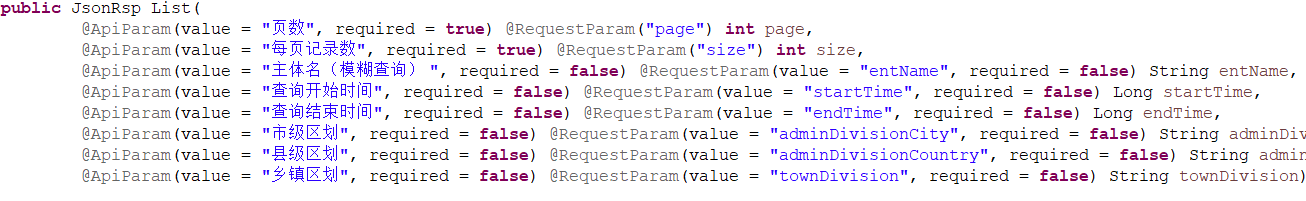 public JsonRsp List(
@ApiParam(value = "页数", required = true) @RequestParam("page") int page,
@ApiParam(value = "每页记录数", required = true) @RequestParam("size") int size,
@ApiParam(value = "主体名（模糊查询） ", required = false) @RequestParam(value = "entName", required = false) String entName,
@ApiParam(value = "查询开始时间", required = false) @RequestParam(value = "startTime", required = false) Long startTime,
@ApiParam(value = "查询结束时间", required = false) @RequestParam(value = "endTime", required = false) Long endTime,
@ApiParam(value = "市级区划", required = false) @RequestParam(value = "adminDivisionCity", required = false) String adminDiv
@ApiParam(value = "县级区划", required = false) @RequestParam(value = "adminDivisionCountry", required = false) String admin
@ApiParam(value = "乡镇区划", required = false) @RequestParam(value = "townDivision", required = false) String townDivision)